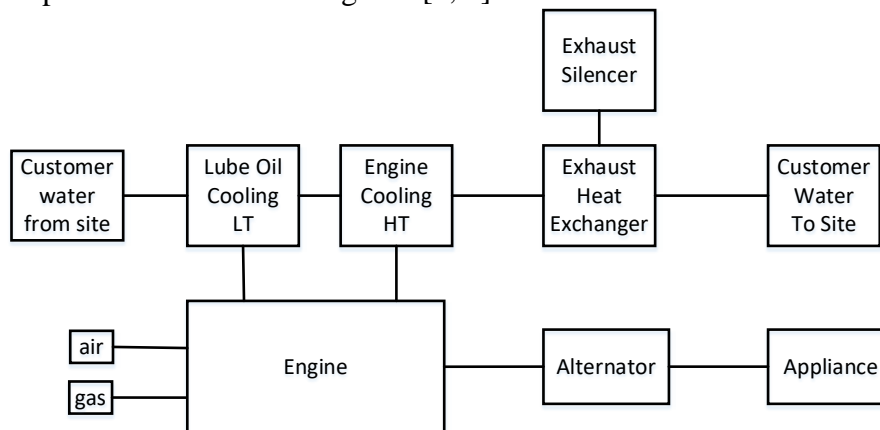 Exhaust
Silencer
Customer
water
from site
Lube Oil
Cooling
LT
Engine
Cooling
HT
Exhaust
Heat
Exchanger
Customer
Water
To Site
air
gas
Engine
Alternator
Appliance